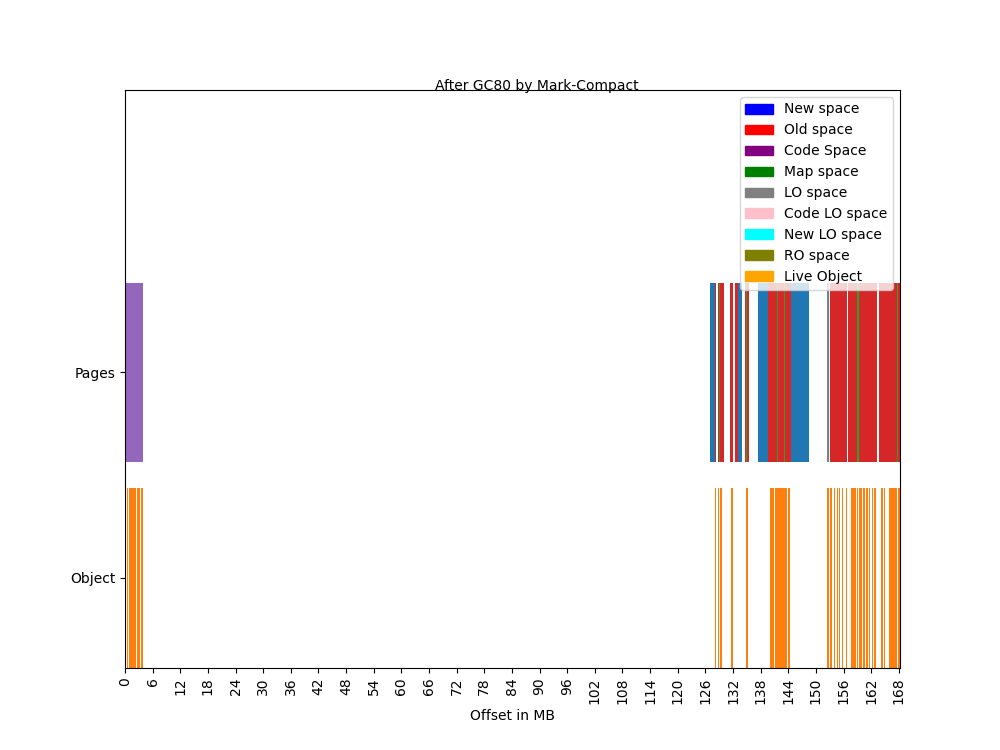 After GC80 by Mark-Compact
New space
Old space
Code Space
Map space
LO space
Code LO space
New LO space
RO space
Live Object
Pages
Object
0 6 12 18 24 30 36 42 48 54 60 66 72 78 84 90 96 102 108 114 120 126 132 138 144 150 156 162 168
Offset in MB